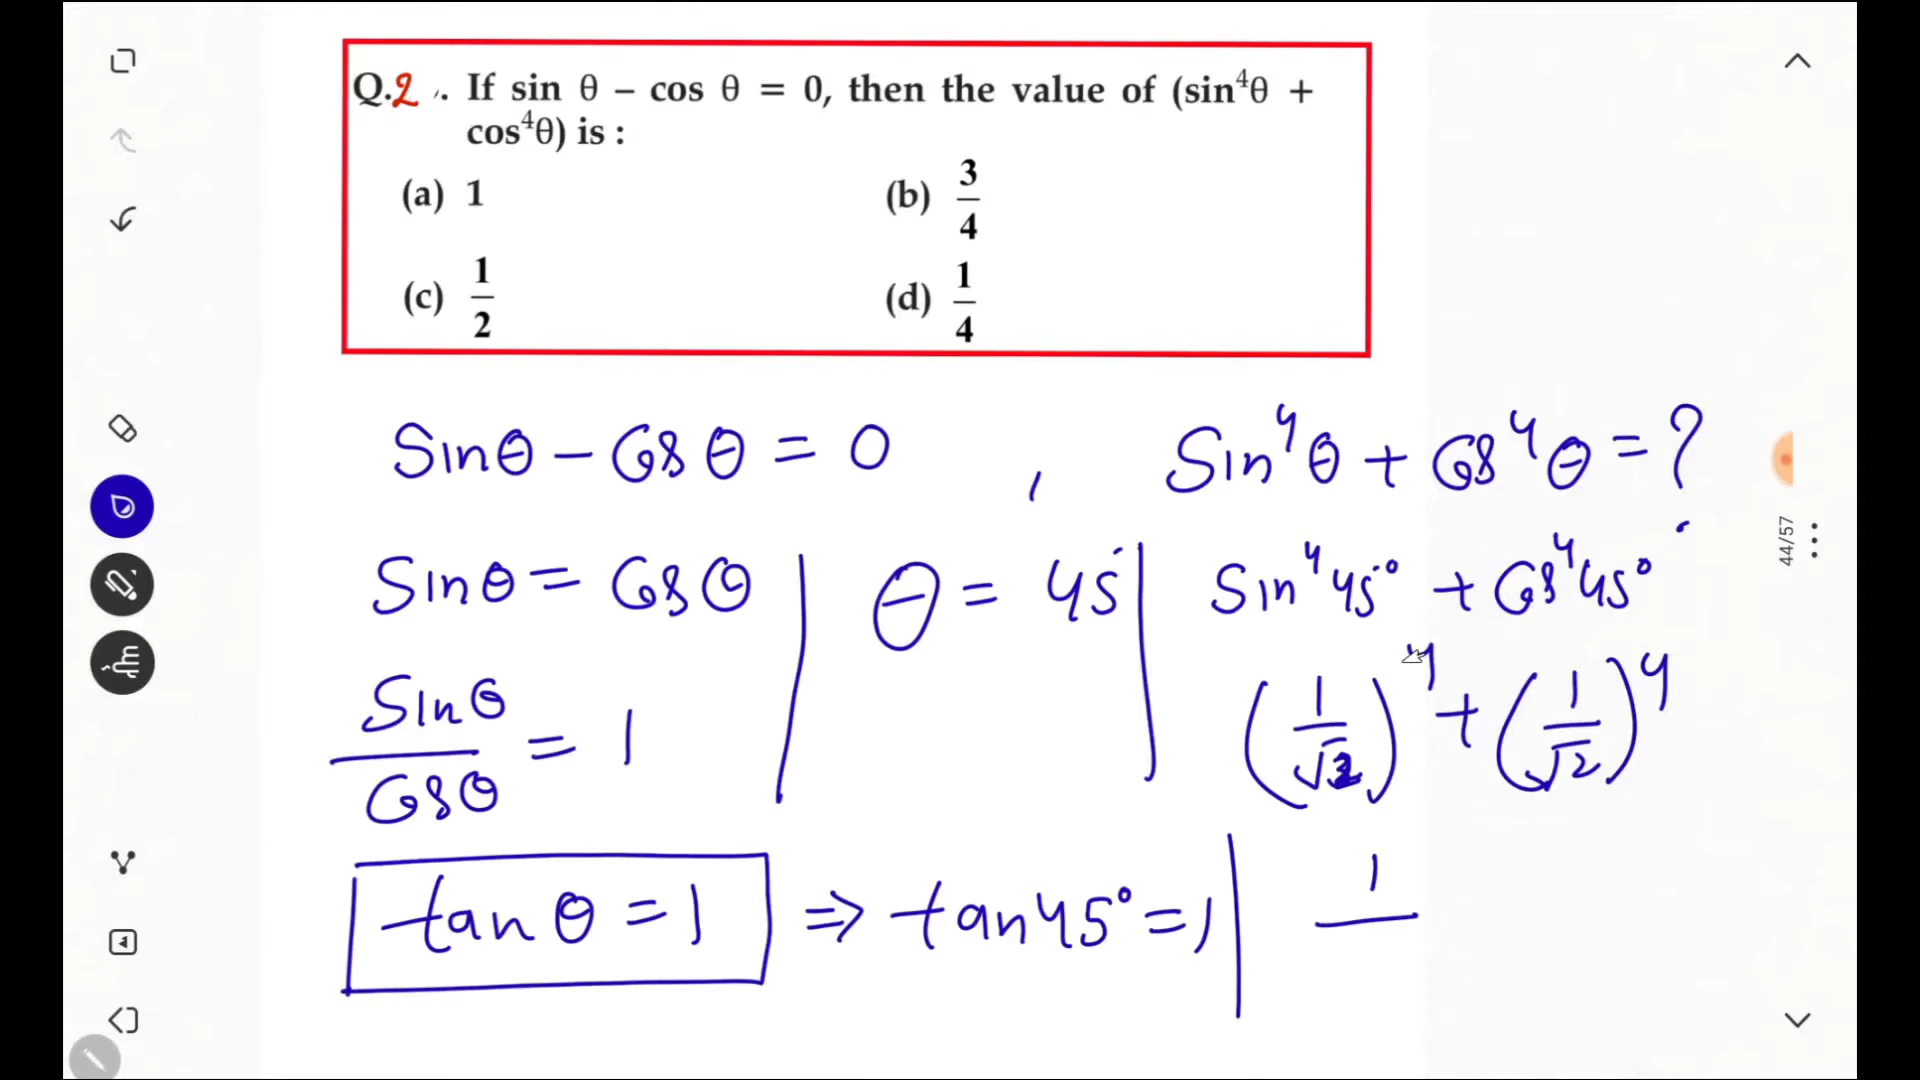 Q.2 . If sin θ – cos θ = 0, then the value of (sin⁴θ +
cos⁴θ) is :
(a) 1
(b) 3/4
(c) 1/2
(d) 1/4
Sinθ – Cosθ = 0 , Sin⁴θ + Cos⁴θ = ?
Sinθ = Cosθ | θ = 45° | Sin⁴45° + Cos⁴45°
Sinθ/Cosθ = 1
(1/√2)⁴ + (1/√2)⁴
tanθ = 1 ⇒ tan45° = 1 | 1/
44/57